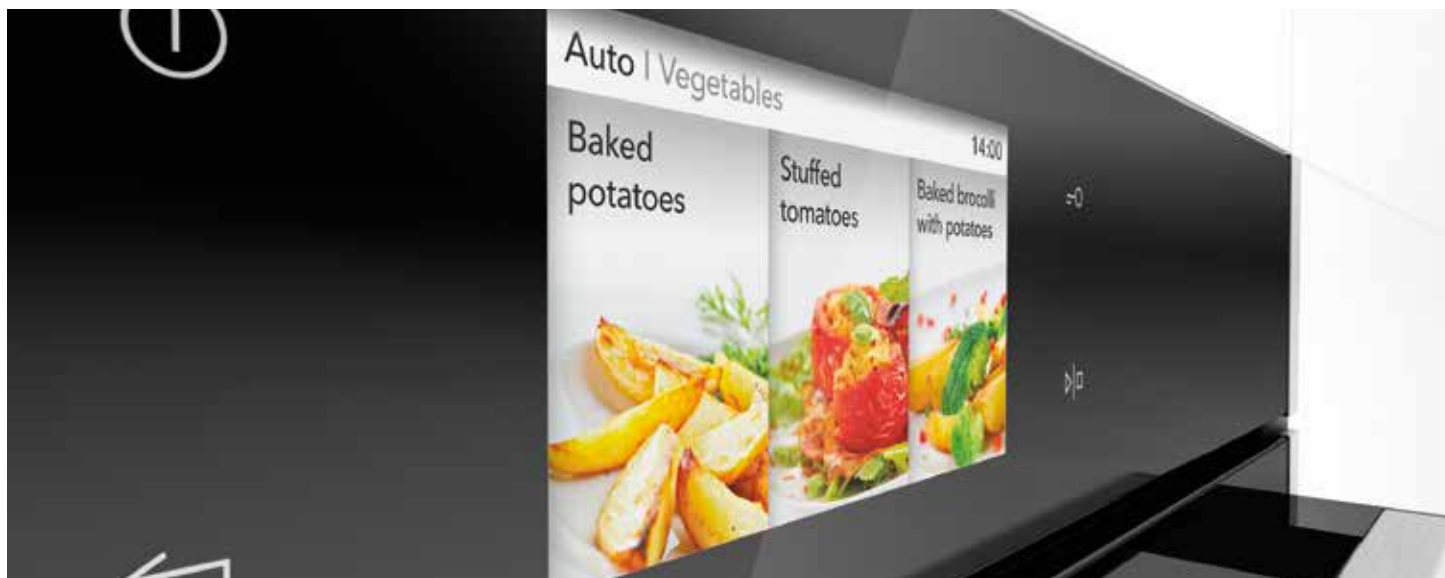 Auto | Vegetables
14:00
Baked
potatoes
Stuffed
tomatoes
Baked brocolli
with potatoes